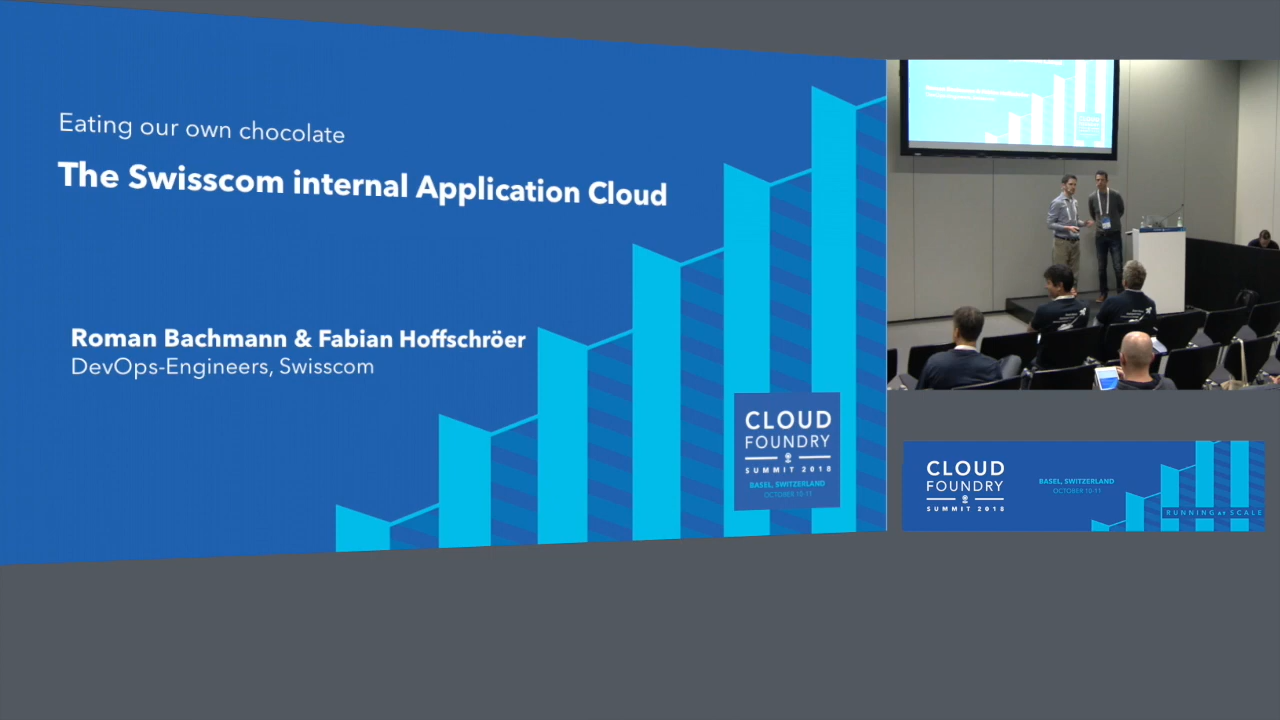 Eating our own chocolate
The Swisscom internal Application Cloud
Roman Bachmann & Fabian Hoffschröer
DevOps-Engineers, Swisscom
CLOUD
FOUNDRY
SUMMIT 2018
BASEL, SWITZERLAND
OCTOBER 10-11
CLOUD
FOUNDRY
SUMMIT 2018
BASEL, SWITZERLAND
OCTOBER 10-11
RUNNING AT SCALE